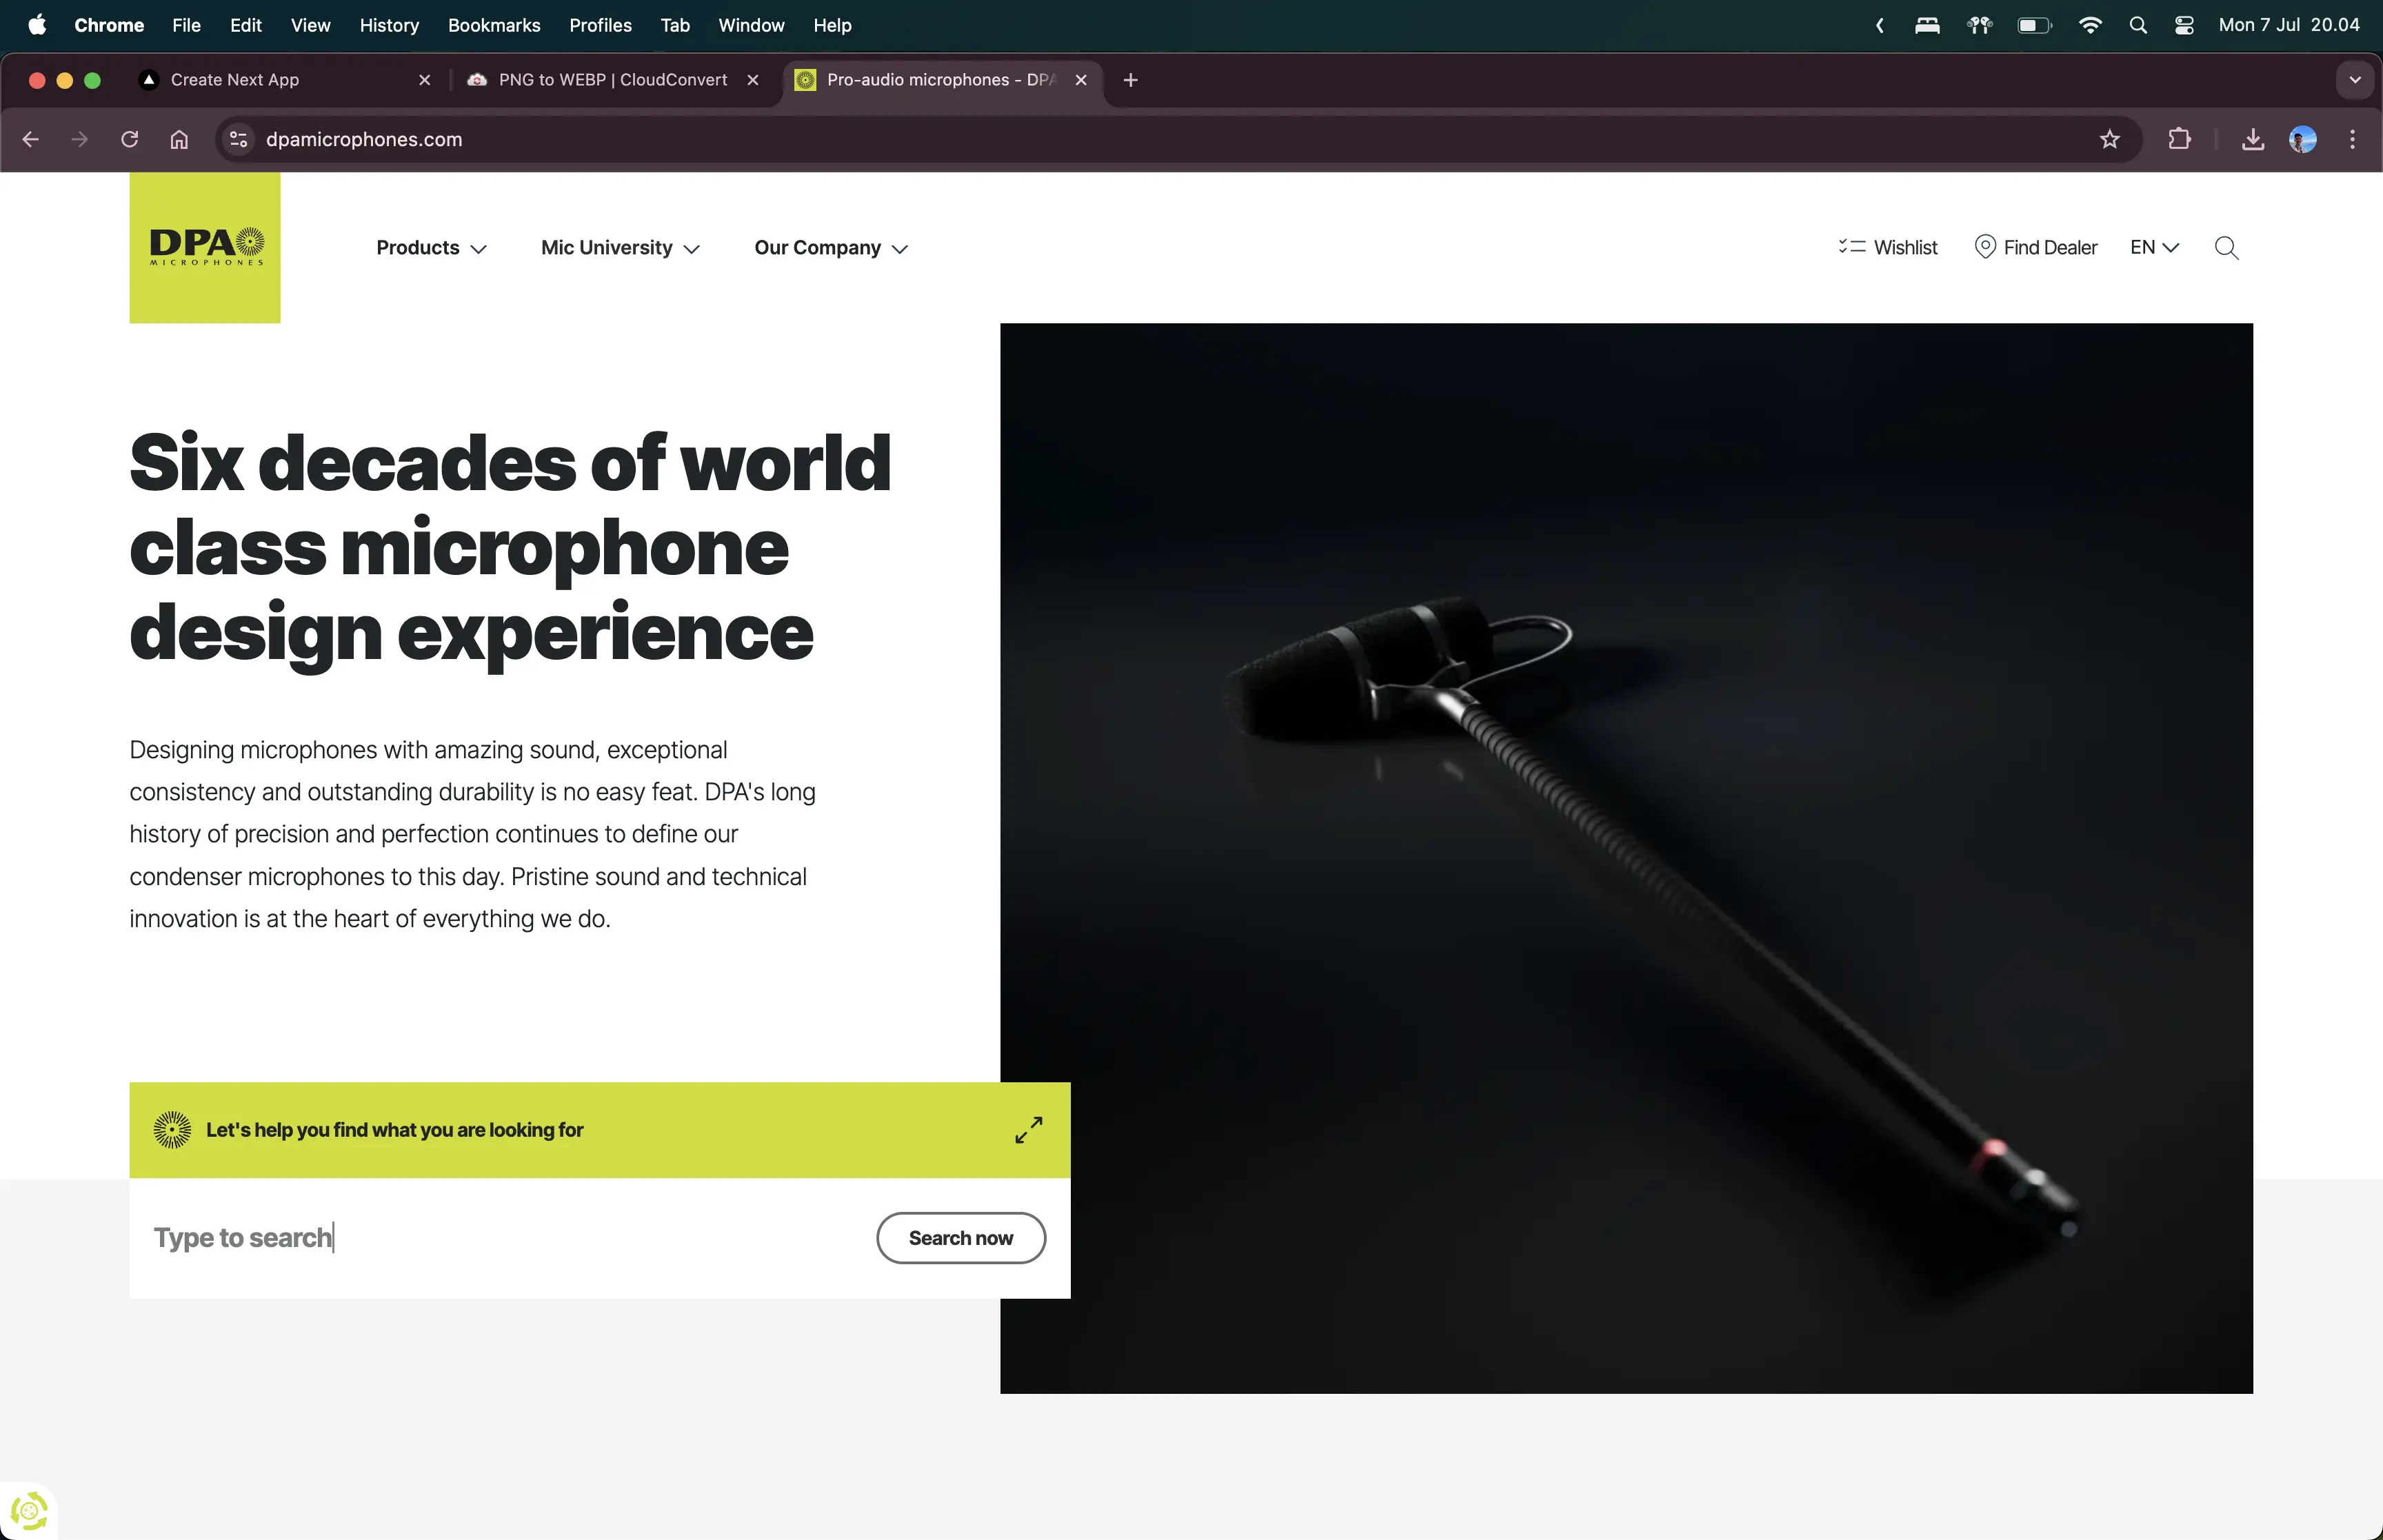 Chrome File Edit View History Bookmarks Profiles Tab Window Help
Mon 7 Jul 20.04
Create Next App
PNG to WEBP | CloudConvert
Pro-audio microphones - DPA
dpamicrophones.com
DPA
MICROPHONES
Products
Mic University
Our Company
Wishlist
Find Dealer
EN
Six decades of world
class microphone
design experience
Designing microphones with amazing sound, exceptional
consistency and outstanding durability is no easy feat. DPA's long
history of precision and perfection continues to define our
condenser microphones to this day. Pristine sound and technical
innovation is at the heart of everything we do.
Let's help you find what you are looking for
Type to search
Search now